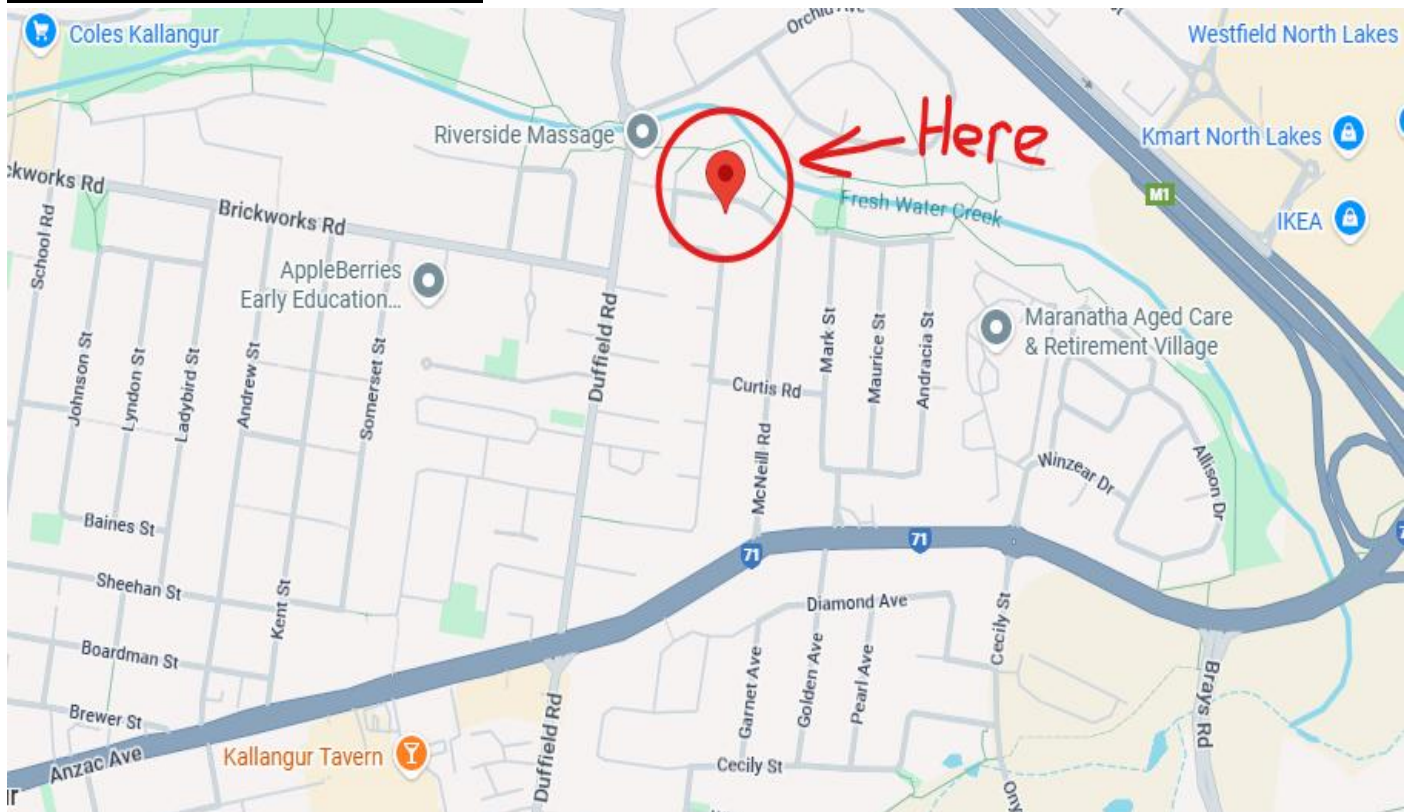 Coles Kallangur
Orchid Ave
Westfield North Lakes
Riverside Massage
Here
Kmart North Lakes
ckworks Rd
M1
Brickworks Rd
Fresh Water Creek
IKEA
School Rd
AppleBerries
Early Education...
Duffield Rd
Maranatha Aged Care
& Retirement Village
Johnson St
Lyndon St
Ladybird St
Andrew St
Somerset St
Curtis Rd
Mark St
Maurice St
Andracia St
McNeill Rd
Winzear Dr
Allison Dr
Baines St
71
71
Sheehan St
Kent St
Diamond Ave
Cecily St
Boardman St
Garnet Ave
Golden Ave
Pearl Ave
Brays Rd
Brewer St
Anzac Ave
Kallangur Tavern
Duffield Rd
Cecily St
Ony
ir